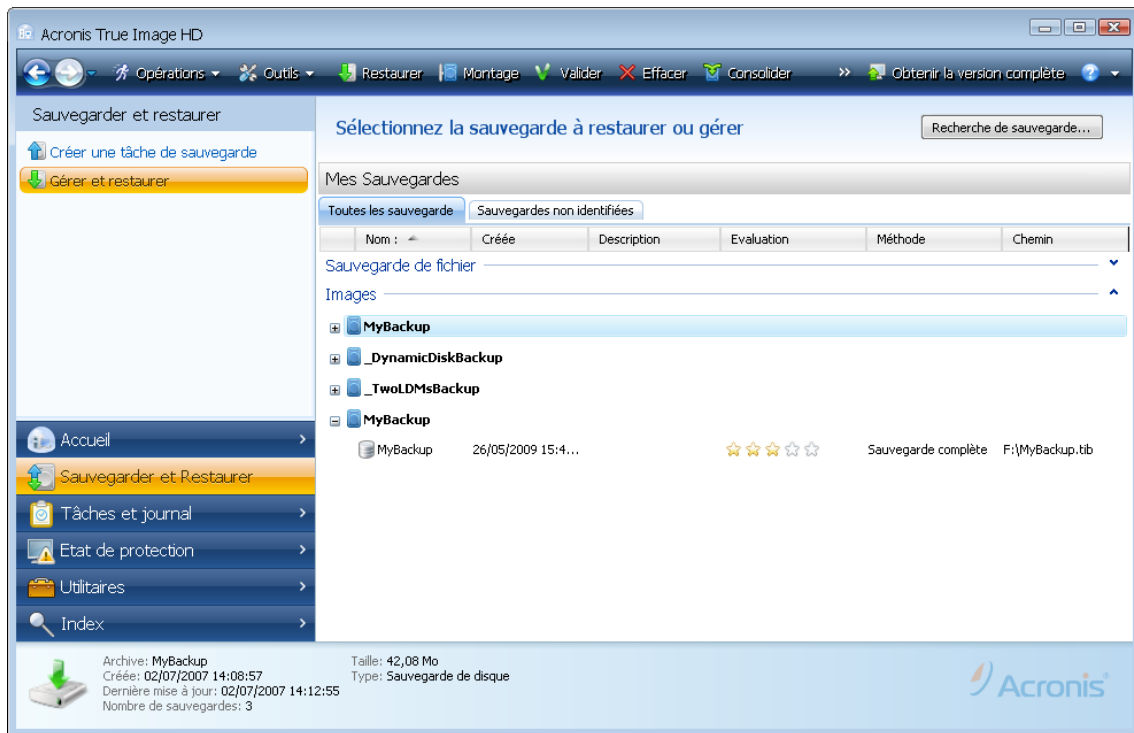 Acronis True Image HD
Opérations Outils Restaurer Montage Valider Effacer Consolider >> Obtenir la version complète ?
Sauvegarder et restaurer
Créer une tâche de sauvegarde
Gérer et restaurer
Sélectionnez la sauvegarde à restaurer ou gérer
Recherche de sauvegarde...
Mes Sauvegardes
Toutes les sauvegarde Sauvegardes non identifiées
Nom : Créée Description Evaluation Méthode Chemin
Sauvegarde de fichier
Images
MyBackup
_DynamicDiskBackup
_TwoLDMsBackup
MyBackup
MyBackup 26/05/2009 15:4... Sauvegarde complète F:\MyBackup.tib
Accueil
Sauvegarder et Restaurer
Tâches et journal
Etat de protection
Utilitaires
Index
Archive: MyBackup
Créée: 02/07/2007 14:08:57
Dernière mise à jour: 02/07/2007 14:12:55
Nombre de sauvegardes: 3
Taille: 42,08 Mo
Type: Sauvegarde de disque
Acronis